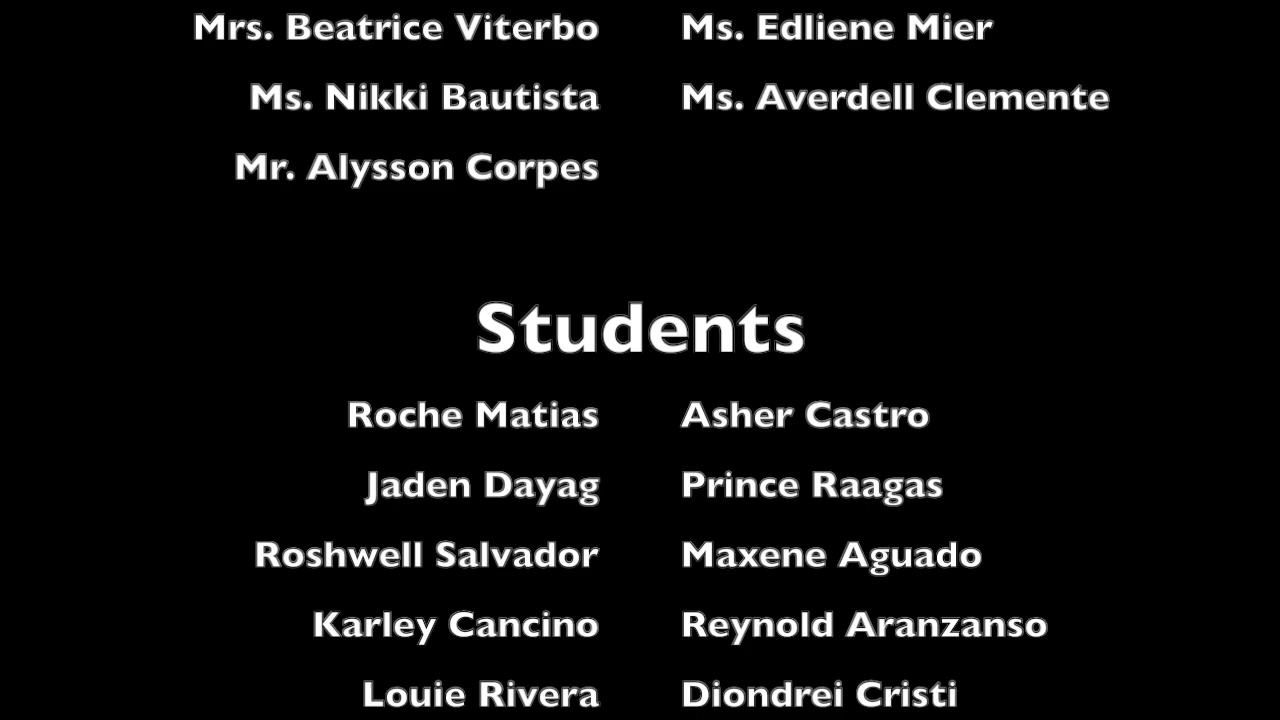 Mrs. Beatrice Viterbo Ms. Edliene Mier
Ms. Nikki Bautista Ms. Averdell Clemente
Mr. Alysson Corpes
Students
Roche Matias Asher Castro
Jaden Dayag Prince Raagas
Roshwell Salvador Maxene Aguado
Karley Cancino Reynold Aranzanso
Louie Rivera Diondrei Cristi